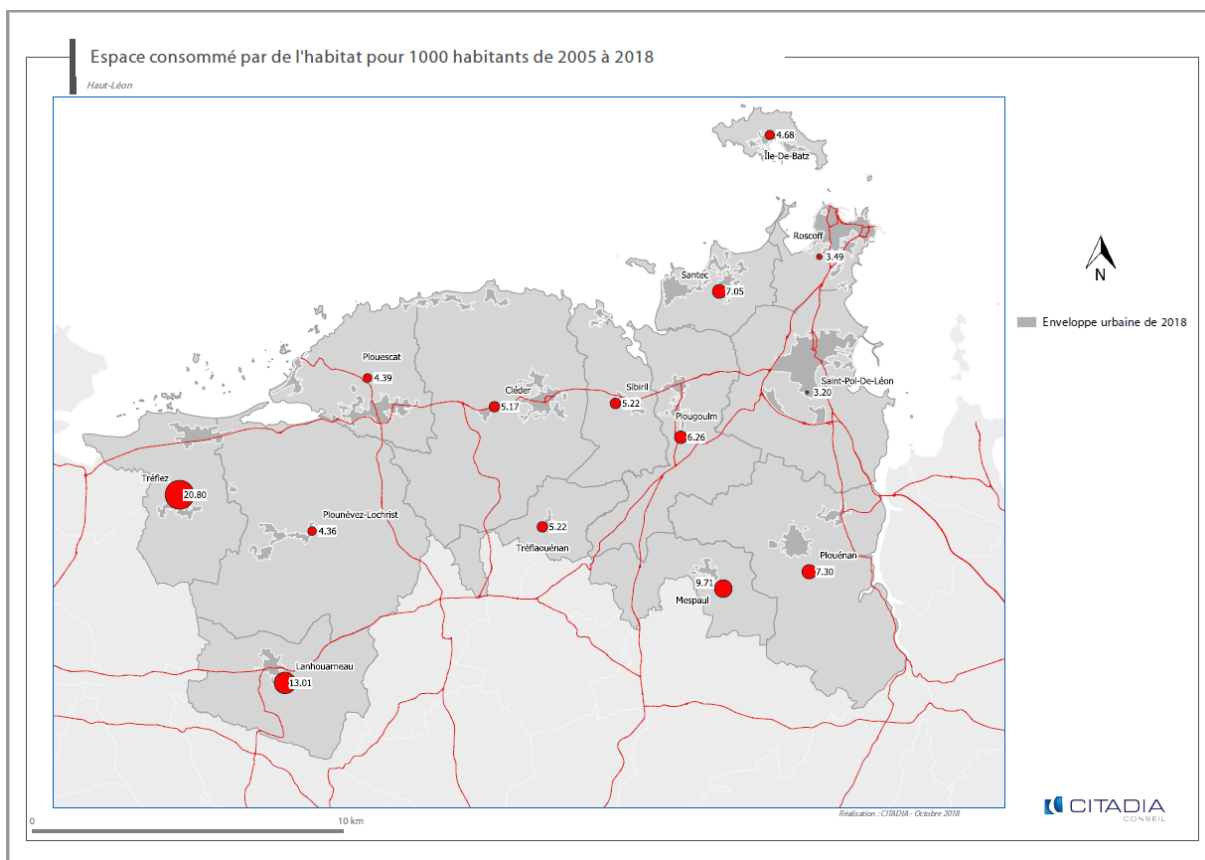 Espace consommé par de l'habitat pour 1000 habitants de 2005 à 2018
Haut-Léon
4.68
Île-De-Batz
Roscoff
3.49
Santec
7.05
Plouescat
4.39
Cléder
5.17
Sibiril
5.22
Saint-Pol-De-Léon
3.20
Plougoulm
6.26
Tréflez
20.80
Plounévez-Lochrist
4.36
5.22
Tréflaouénan
Plouénan
7.30
9.71
Mespaul
Lanhouarneau
13.01
N
Enveloppe urbaine de 2018
Réalisation : CITADIA - Octobre 2018
0
10 km
CITADIA
CONSEIL